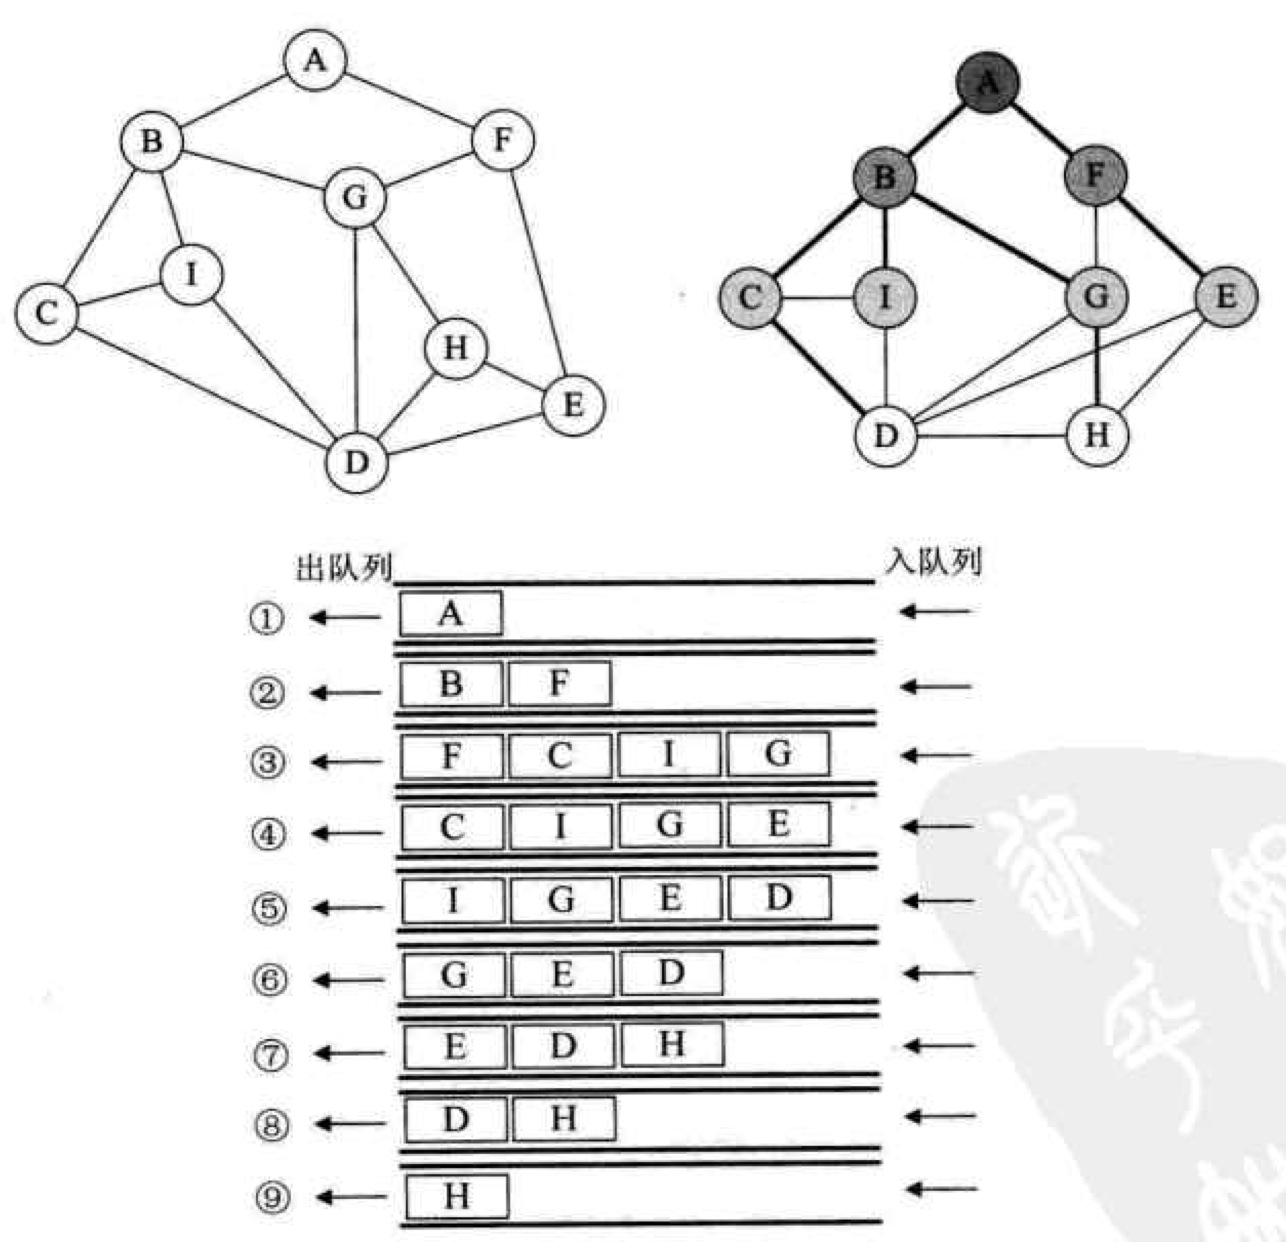 A
B F
G
I
C
H
E
D
A
B F
C I G E
D H
出队列 入队列
① A
② B F
③ F C I G
④ C I G E
⑤ I G E D
⑥ G E D
⑦ E D H
⑧ D H
⑨ H